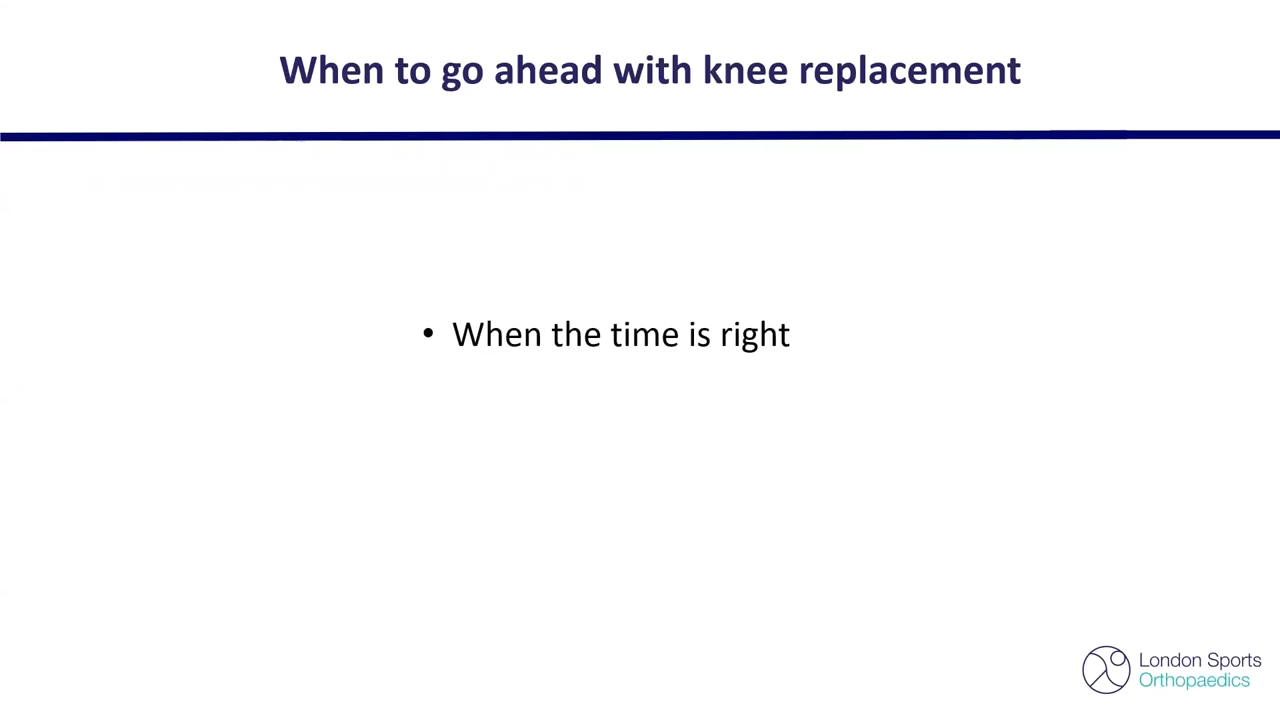 When to go ahead with knee replacement
• When the time is right
London Sports
Orthopaedics